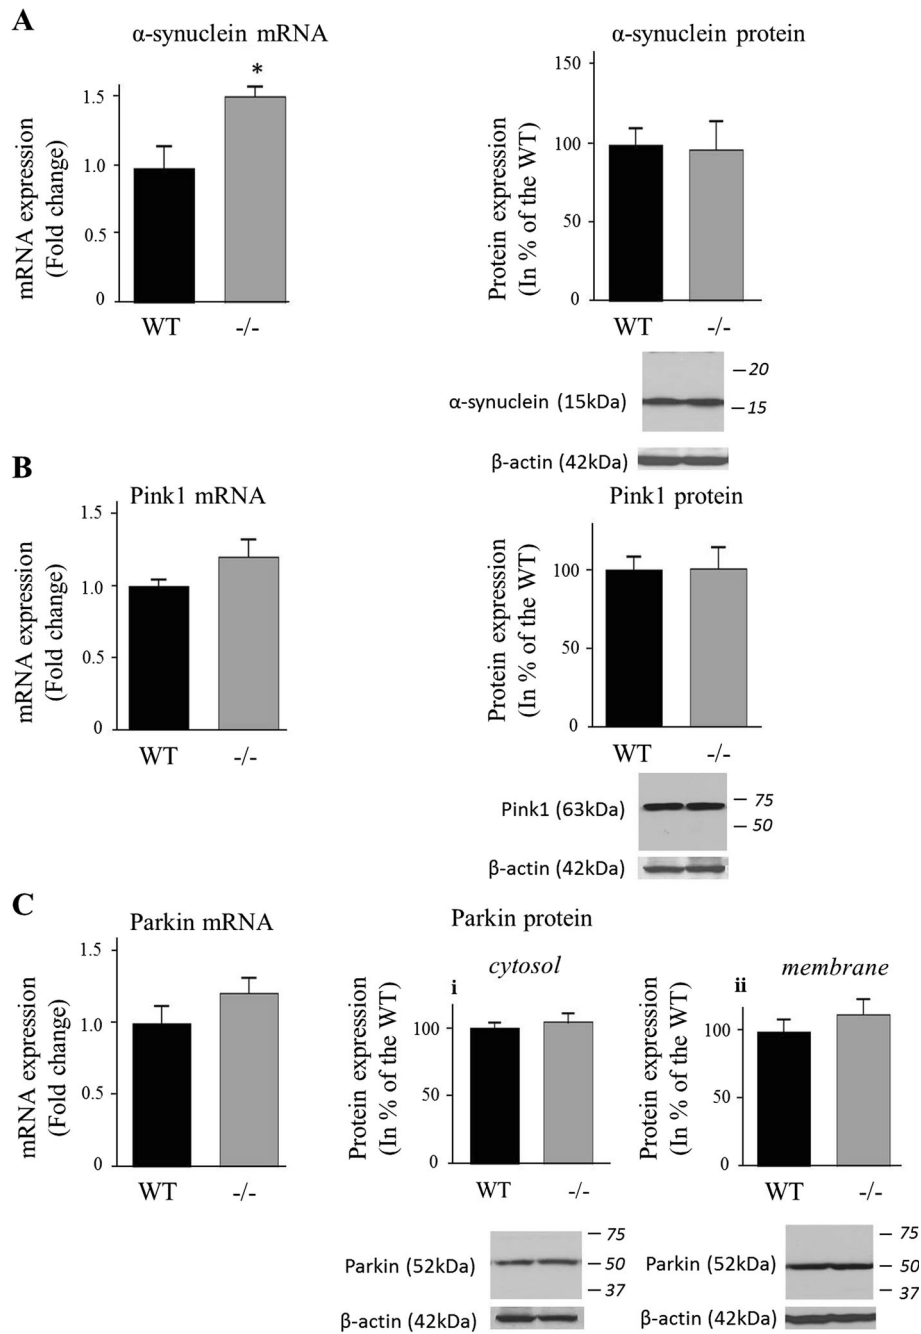 A
α-synuclein mRNA
*
mRNA expression
(Fold change)
1.5
1.0
0.5
0
WT -/-
α-synuclein protein
Protein expression
(In % of the WT)
150
100
50
0
WT -/-
α-synuclein (15kDa)
– 20
– 15
β-actin (42kDa)
B
Pink1 mRNA
mRNA expression
(Fold change)
1.5
1.0
0.5
0
WT -/-
Pink1 protein
Protein expression
(In % of the WT)
100
50
0
WT -/-
Pink1 (63kDa)
– 75
– 50
β-actin (42kDa)
C
Parkin mRNA
mRNA expression
(Fold change)
1.5
1.0
0.5
0
WT -/-
Parkin protein
i
cytosol
Protein expression
(In % of the WT)
100
50
0
WT -/-
Parkin (52kDa)
– 75
– 50
– 37
β-actin (42kDa)
ii
membrane
Protein expression
(In % of the WT)
100
50
0
WT -/-
Parkin (52kDa)
– 75
– 50
– 37
β-actin (42kDa)